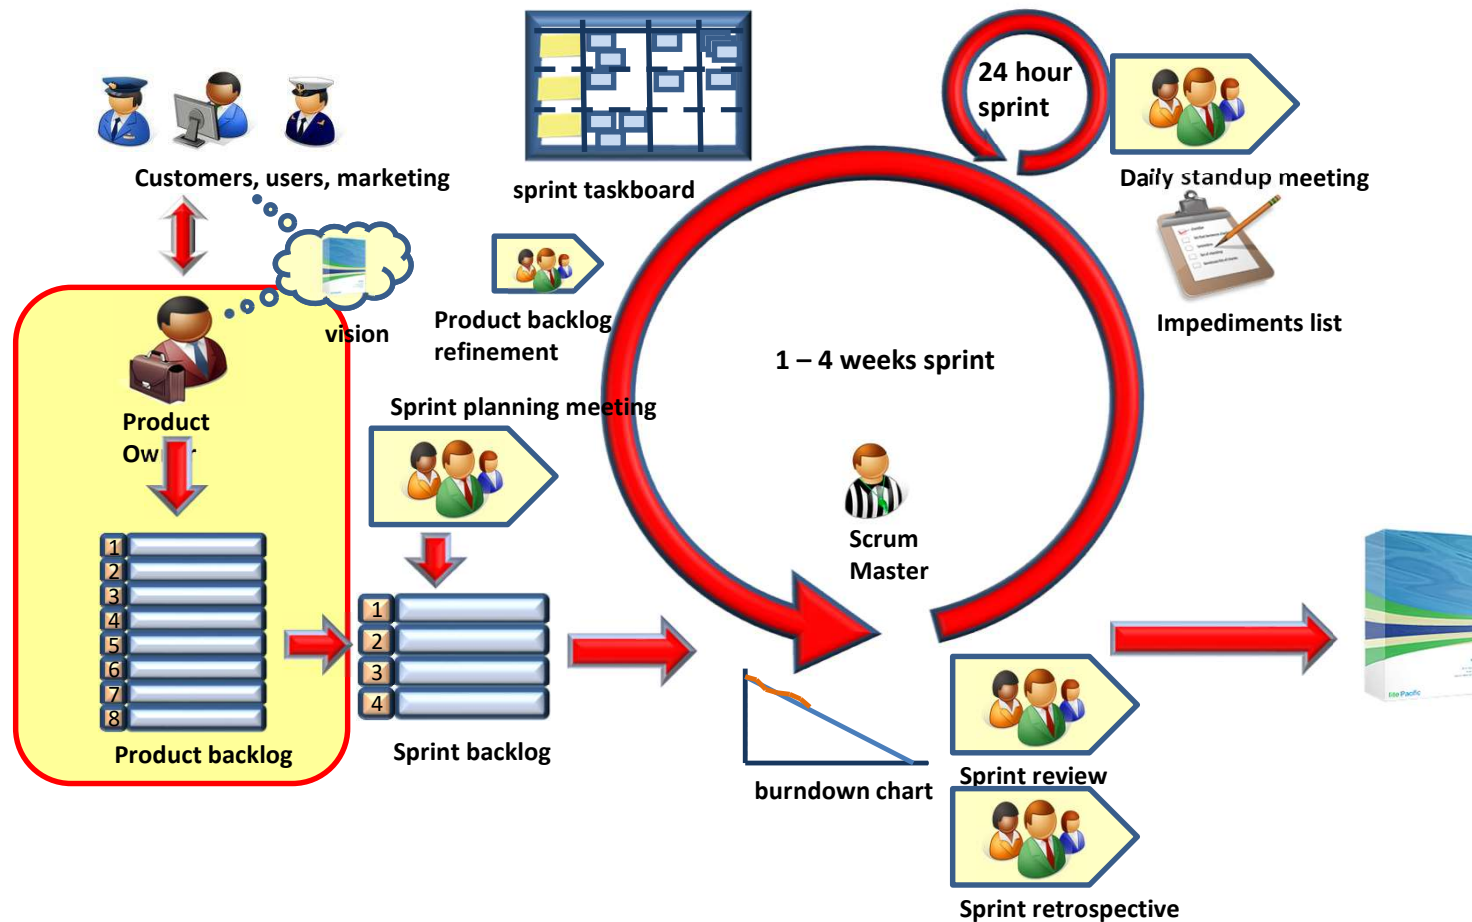 24 hour
sprint
Customers, users, marketing
sprint taskboard
Daily standup meeting
vision
Product backlog
refinement
Impediments list
1 – 4 weeks sprint
Sprint planning meeting
Product
Owner
Scrum
Master
1
2
3
4
5
6
7
8
1
2
3
4
Product backlog
Sprint backlog
burndown chart
Sprint review
Sprint retrospective